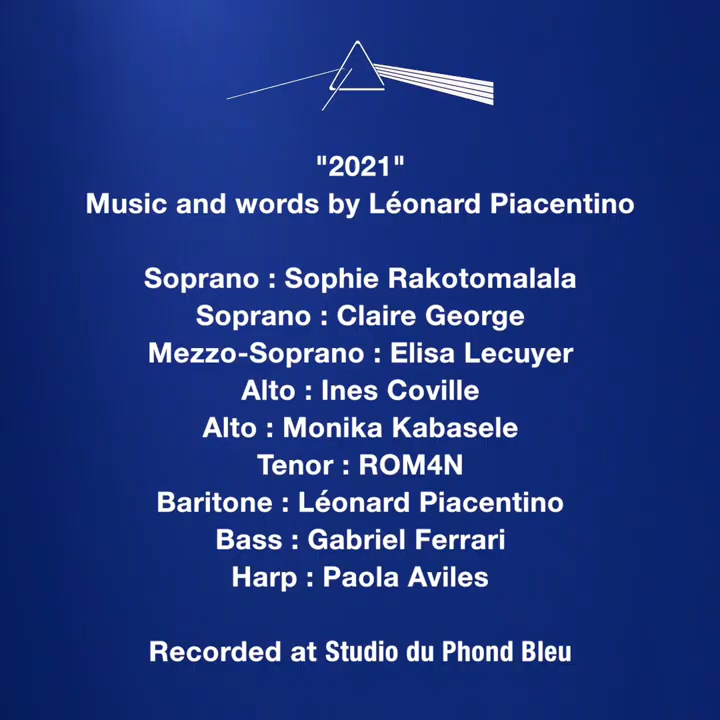 "2021"
Music and words by Léonard Piacentino
Soprano : Sophie Rakotomalala
Soprano : Claire George
Mezzo-Soprano : Elisa Lecuyer
Alto : Ines Coville
Alto : Monika Kabasele
Tenor : ROM4N
Baritone : Léonard Piacentino
Bass : Gabriel Ferrari
Harp : Paola Aviles
Recorded at Studio du Phond Bleu